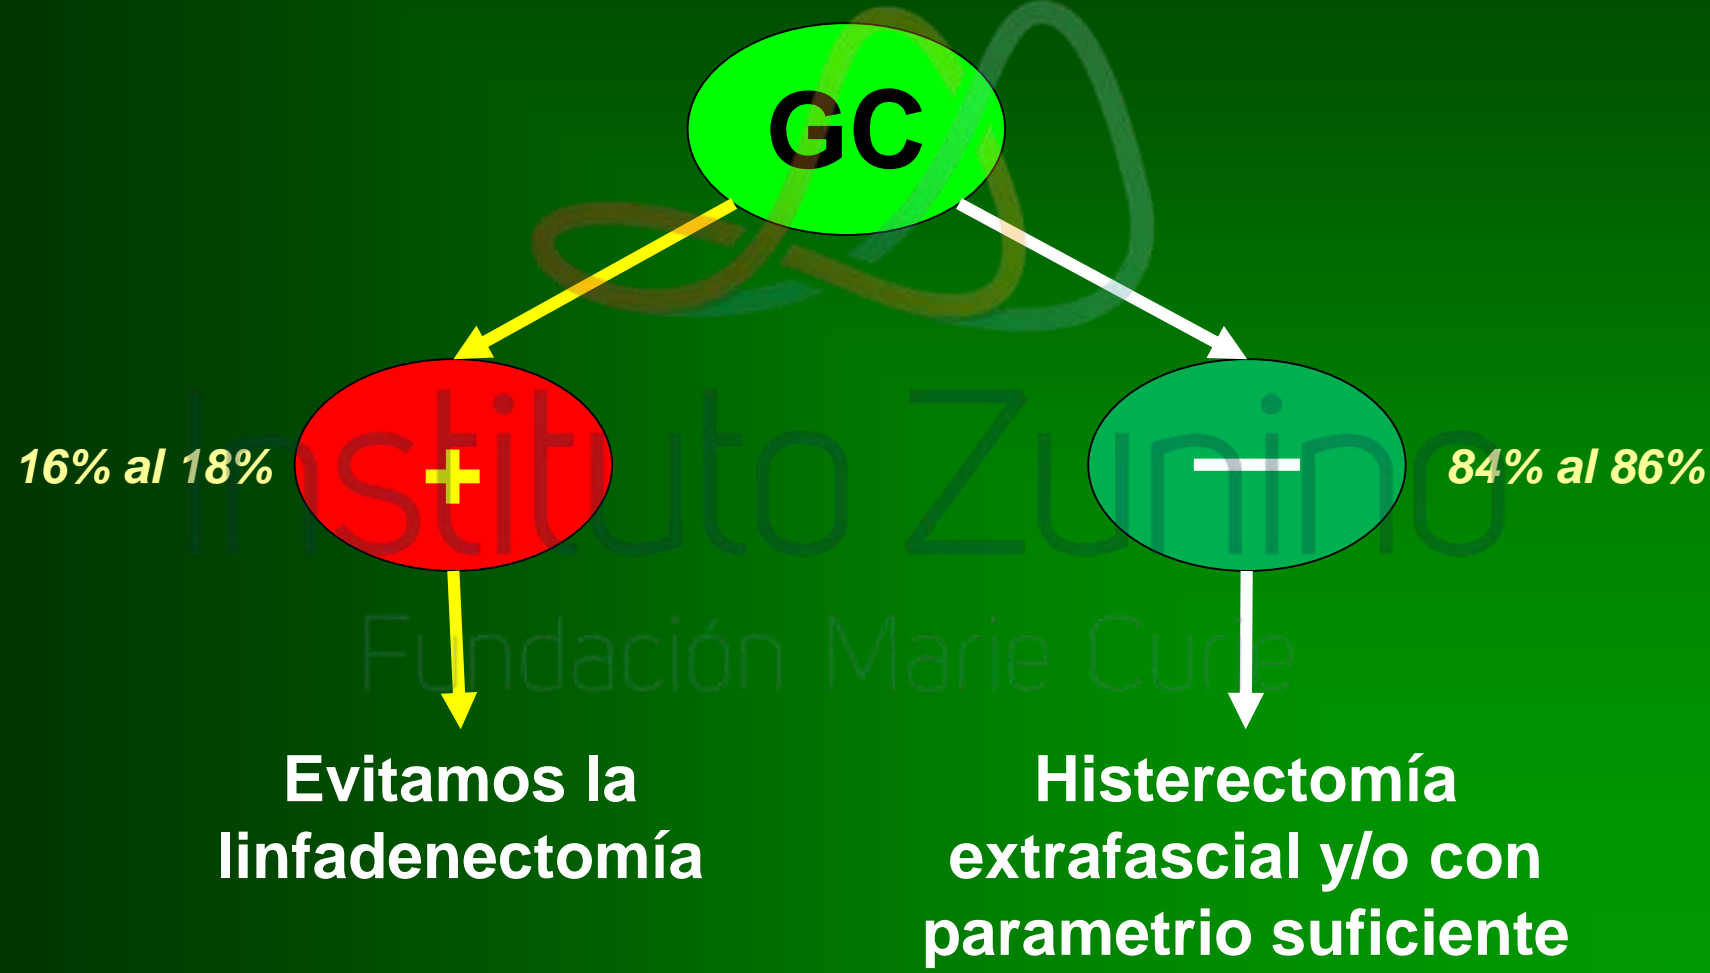 GC
16% al 18%
+
—
84% al 86%
Instituto Zunino
Fundación Marie Curie
Evitamos la
linfadenectomía
Histerectomía
extrafascial y/o con
parametrio suficiente